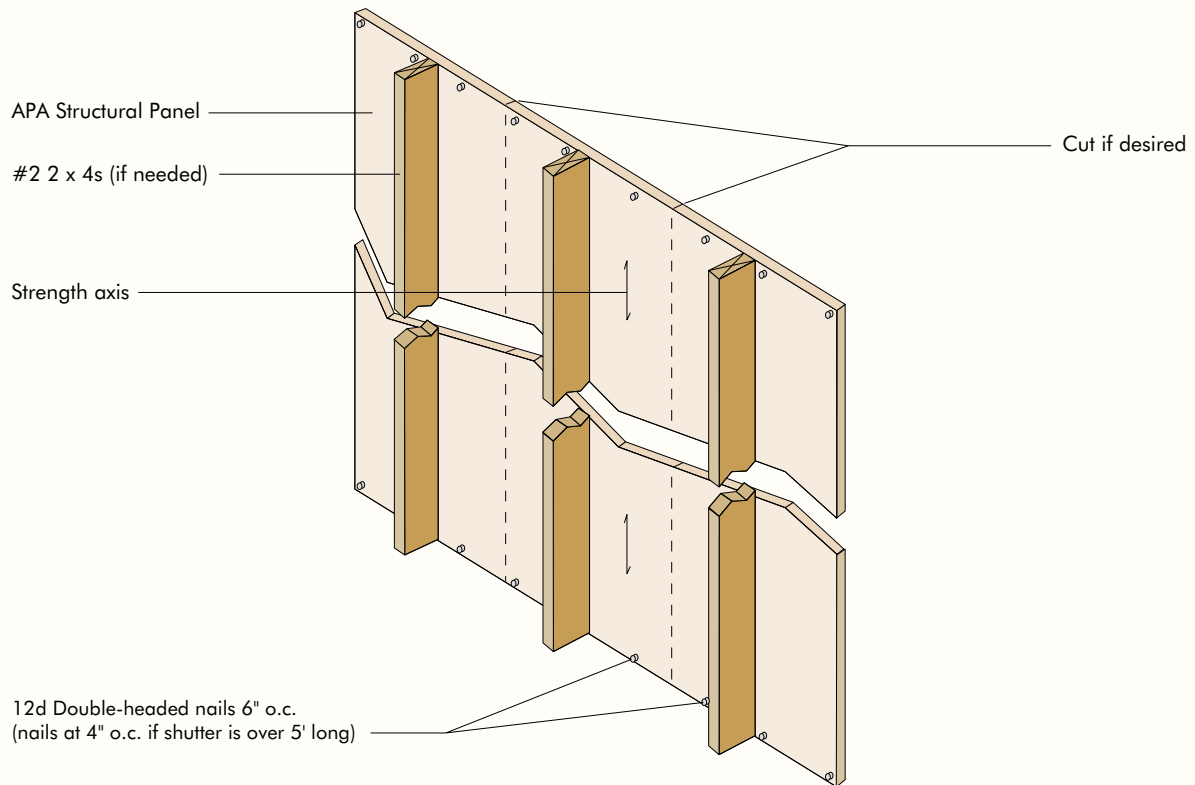 APA Structural Panel
Cut if desired
#2 2 x 4s (if needed)
Strength axis
12d Double-headed nails 6" o.c.
(nails at 4" o.c. if shutter is over 5' long)